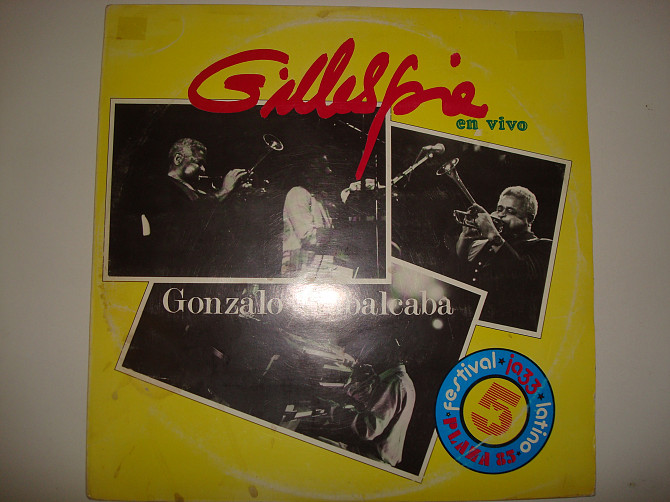 Gillespie
en vivo
Gonzalo
festival jazz latino
5
PLAZA 85